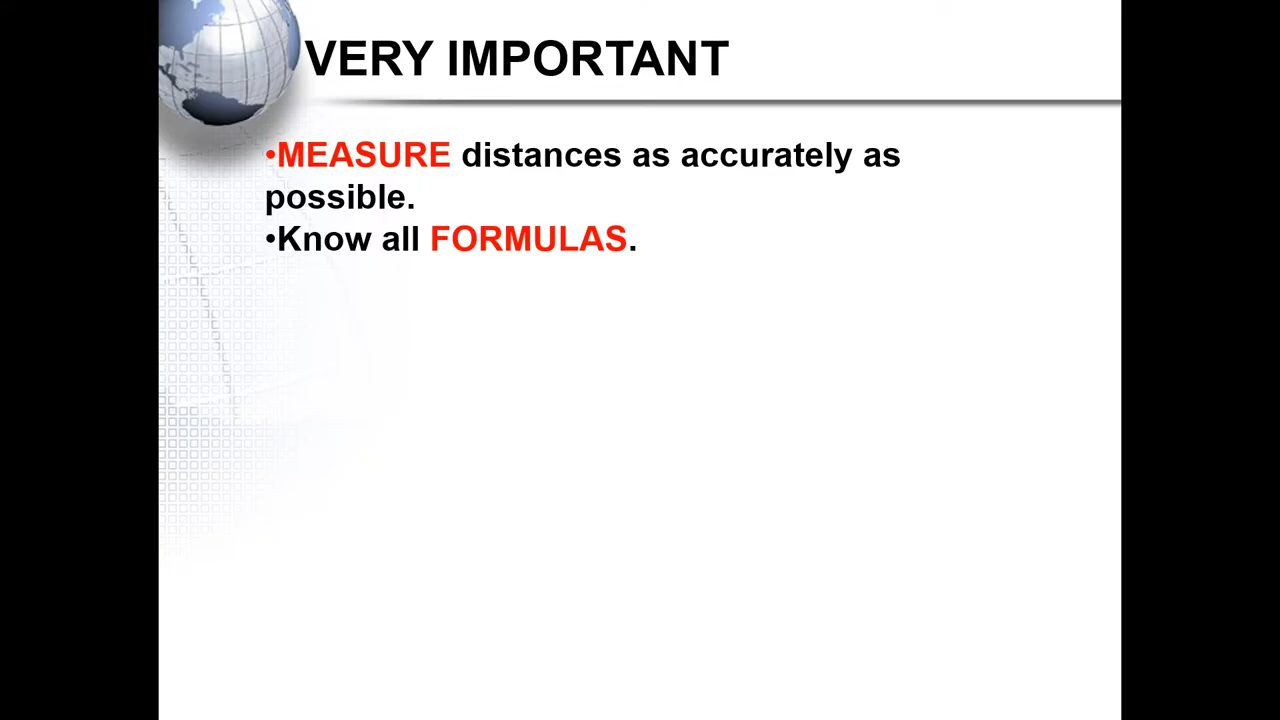 VERY IMPORTANT
•MEASURE distances as accurately as
possible.
•Know all FORMULAS.